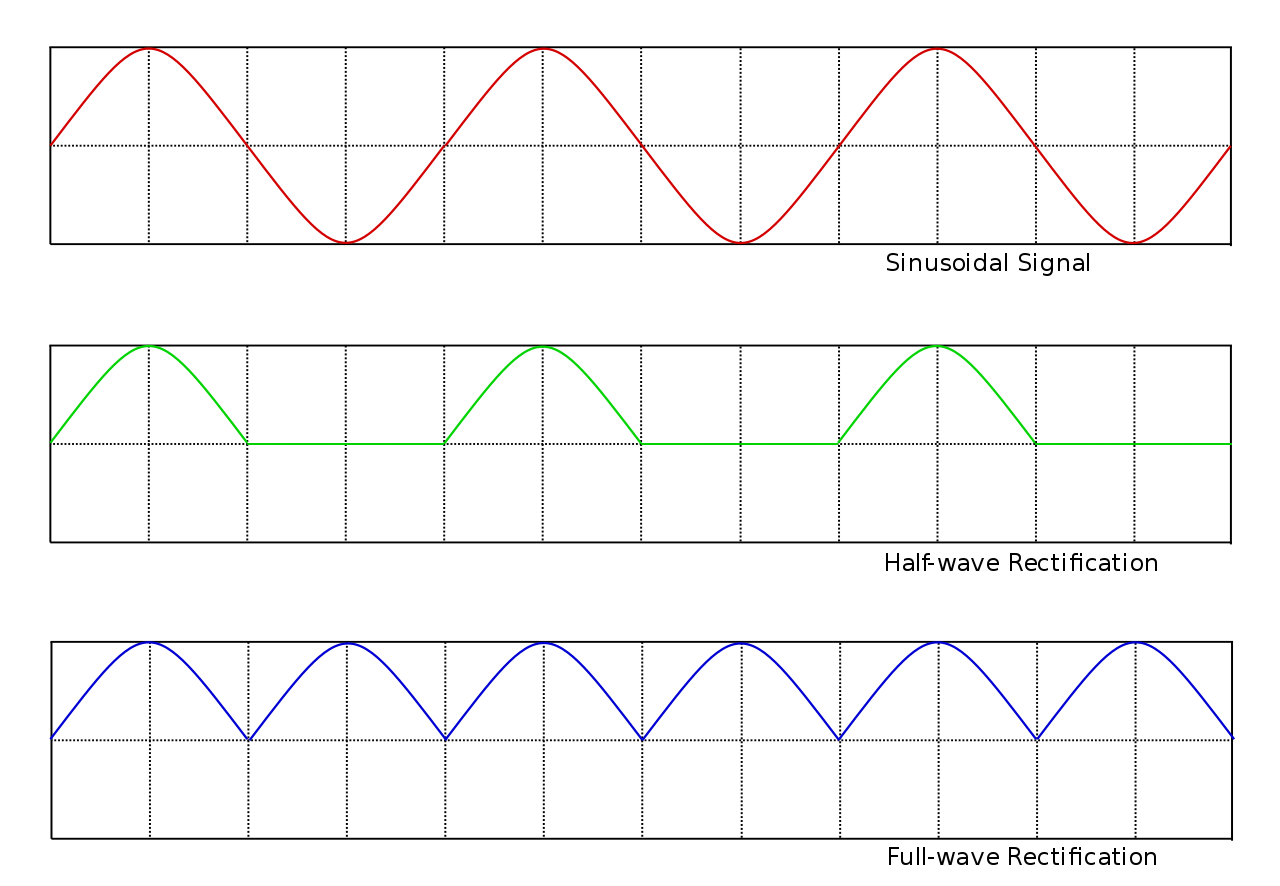 Sinusoidal Signal
Half-wave Rectification
Full-wave Rectification